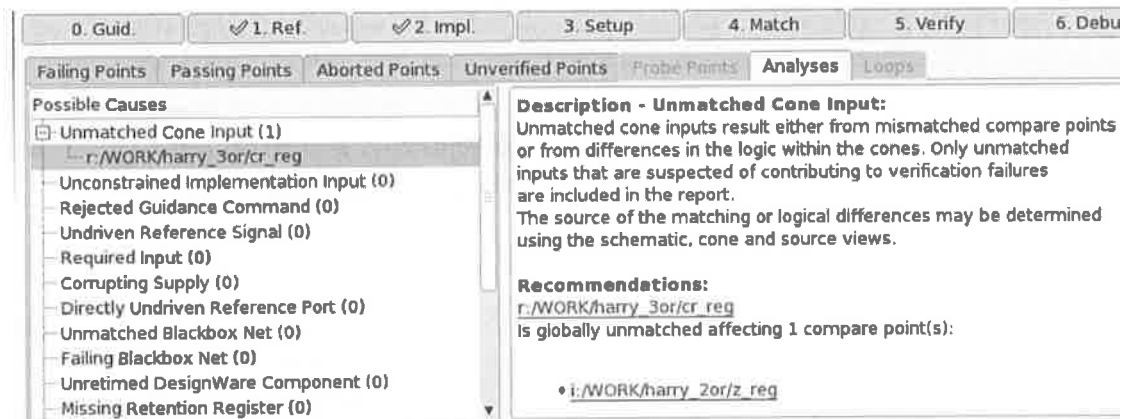 0. Guid.
✓ 1. Ref.
✓ 2. Impl.
3. Setup
4. Match
5. Verify
6. Debu
Failing Points
Passing Points
Aborted Points
Unverified Points
Probe Points
Analyses
Loops
Possible Causes
Unmatched Cone Input (1)
r:/WORK/harry_3or/cr_reg
Unconstrained Implementation Input (0)
Rejected Guidance Command (0)
Undriven Reference Signal (0)
Required Input (0)
Corrupting Supply (0)
Directly Undriven Reference Port (0)
Unmatched Blackbox Net (0)
Failing Blackbox Net (0)
Unretimed DesignWare Component (0)
Missing Retention Register (0)
Description - Unmatched Cone Input:
Unmatched cone inputs result either from mismatched compare points
or from differences in the logic within the cones. Only unmatched
inputs that are suspected of contributing to verification failures
are included in the report.
The source of the matching or logical differences may be determined
using the schematic, cone and source views.
Recommendations:
r:/WORK/harry_3or/cr_reg
Is globally unmatched affecting 1 compare point(s):
• i:/WORK/harry_2or/z_reg